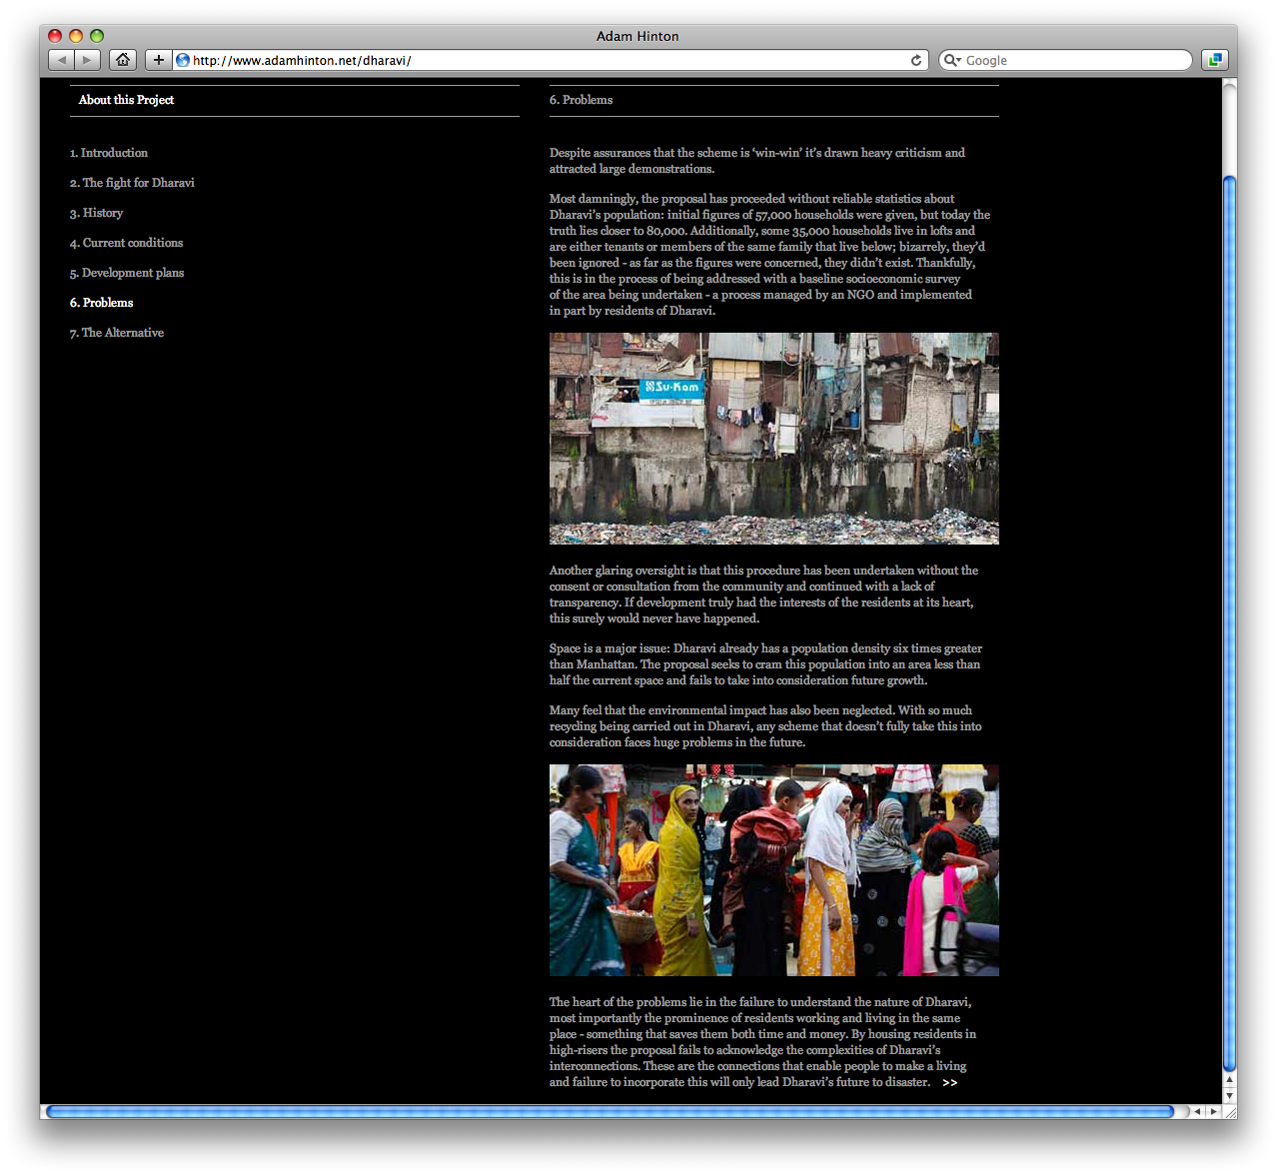 Adam Hinton
http://www.adamhinton.net/dharavi/
Google
About this Project
1. Introduction
2. The fight for Dharavi
3. History
4. Current conditions
5. Development plans
6. Problems
7. The Alternative
6. Problems
Despite assurances that the scheme is ‘win-win’ it’s drawn heavy criticism and
attracted large demonstrations.
Most damningly, the proposal has proceeded without reliable statistics about
Dharavi’s population: initial figures of 57,000 households were given, but today the
truth lies closer to 80,000. Additionally, some 35,000 households live in lofts and
are either tenants or members of the same family that live below; bizarrely, they’d
been ignored - as far as the figures were concerned, they didn’t exist. Thankfully,
this is in the process of being addressed with a baseline socioeconomic survey
of the area being undertaken - a process managed by an NGO and implemented
in part by residents of Dharavi.
Su-Kam
Another glaring oversight is that this procedure has been undertaken without the
consent or consultation from the community and continued with a lack of
transparency. If development truly had the interests of the residents at its heart,
this surely would never have happened.
Space is a major issue: Dharavi already has a population density six times greater
than Manhattan. The proposal seeks to cram this population into an area less than
half the current space and fails to take into consideration future growth.
Many feel that the environmental impact has also been neglected. With so much
recycling being carried out in Dharavi, any scheme that doesn’t fully take this into
consideration faces huge problems in the future.
The heart of the problems lie in the failure to understand the nature of Dharavi,
most importantly the prominence of residents working and living in the same
place - something that saves them both time and money. By housing residents in
high-risers the proposal fails to acknowledge the complexities of Dharavi’s
interconnections. These are the connections that enable people to make a living
and failure to incorporate this will only lead Dharavi’s future to disaster. >>